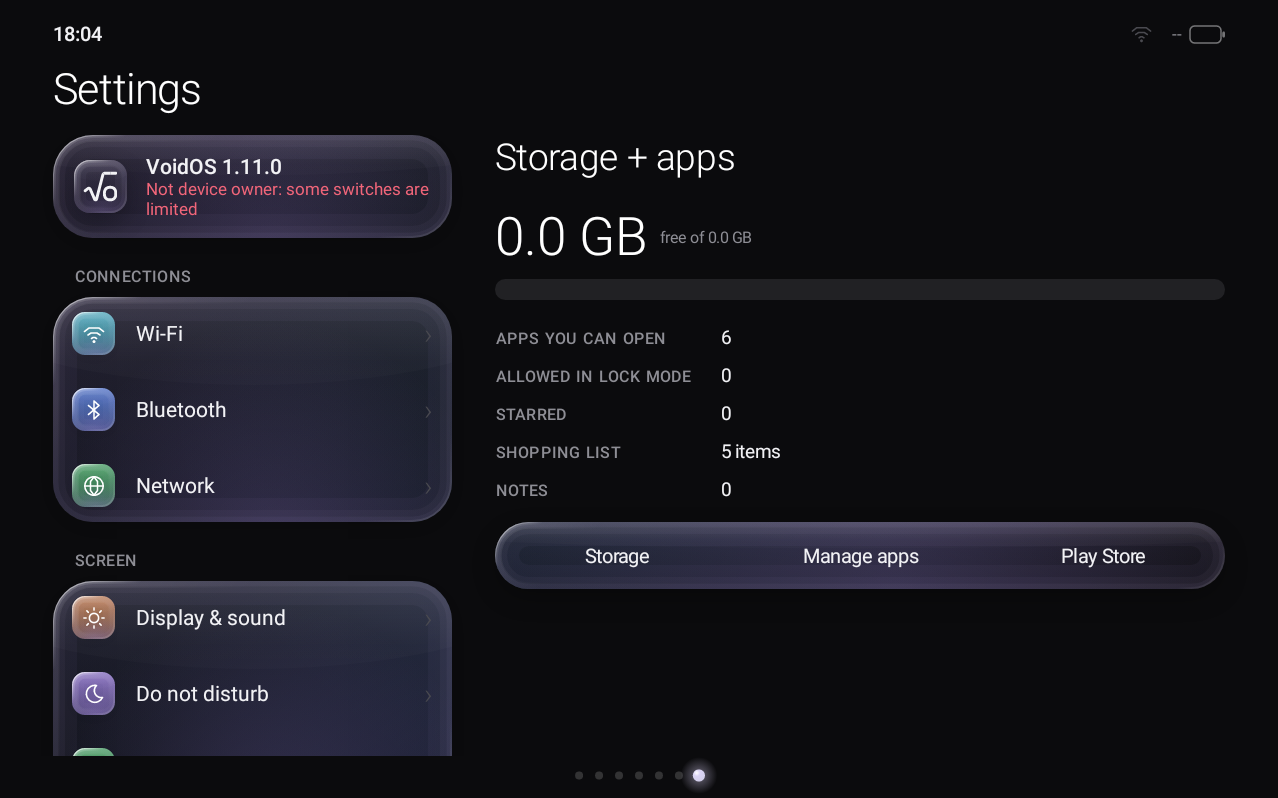 18:04
--
Settings
VoidOS 1.11.0
Not device owner: some switches are
limited
CONNECTIONS
Wi-Fi
Bluetooth
Network
SCREEN
Display & sound
Do not disturb
Storage + apps
0.0 GB free of 0.0 GB
APPS YOU CAN OPEN 6
ALLOWED IN LOCK MODE 0
STARRED 0
SHOPPING LIST 5 items
NOTES 0
Storage Manage apps Play Store